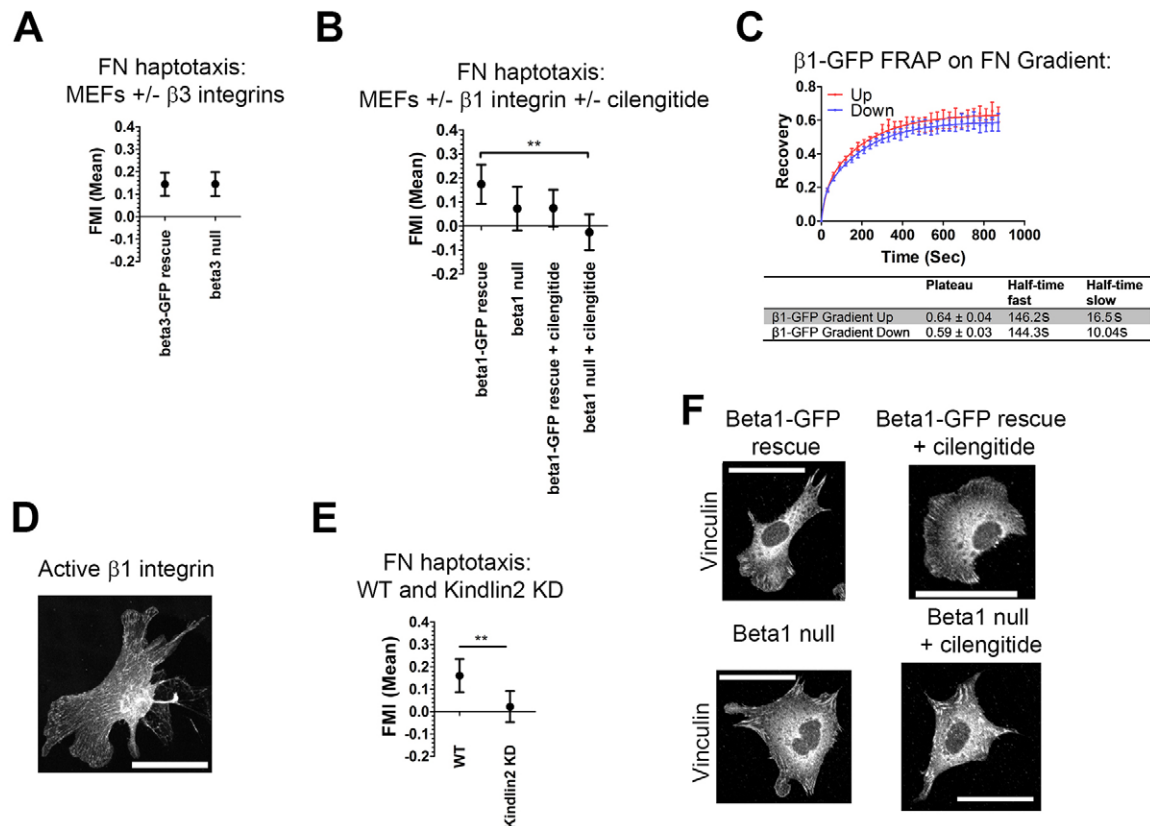 A
FN haptotaxis:
MEFs +/- β3 integrins
FMI (Mean)
0.4
0.3
0.2
0.1
0.0
-0.1
-0.2
beta3-GFP rescue
beta3 null
B
FN haptotaxis:
MEFs +/- β1 integrin +/- cilengitide
FMI (Mean)
0.4
0.3
0.2
0.1
0.0
-0.1
-0.2
**
beta1-GFP rescue
beta1 null
beta1-GFP rescue + cilengitide
beta1 null + cilengitide
C
β1-GFP FRAP on FN Gradient:
Recovery
0.8
0.6
0.4
0.2
0.0
Up
Down
0 200 400 600 800 1000
Time (Sec)
Plateau Half-time fast Half-time slow
β1-GFP Gradient Up 0.64 ± 0.04 146.2S 16.5S
β1-GFP Gradient Down 0.59 ± 0.03 144.3S 10.04S
D
Active β1 integrin
E
FN haptotaxis:
WT and Kindlin2 KD
FMI (Mean)
0.4
0.3
0.2
0.1
0.0
-0.1
-0.2
**
WT
Kindlin2 KD
F
Beta1-GFP
rescue
Beta1-GFP rescue
+ cilengitide
Vinculin
Beta1 null
Beta1 null
+ cilengitide
Vinculin